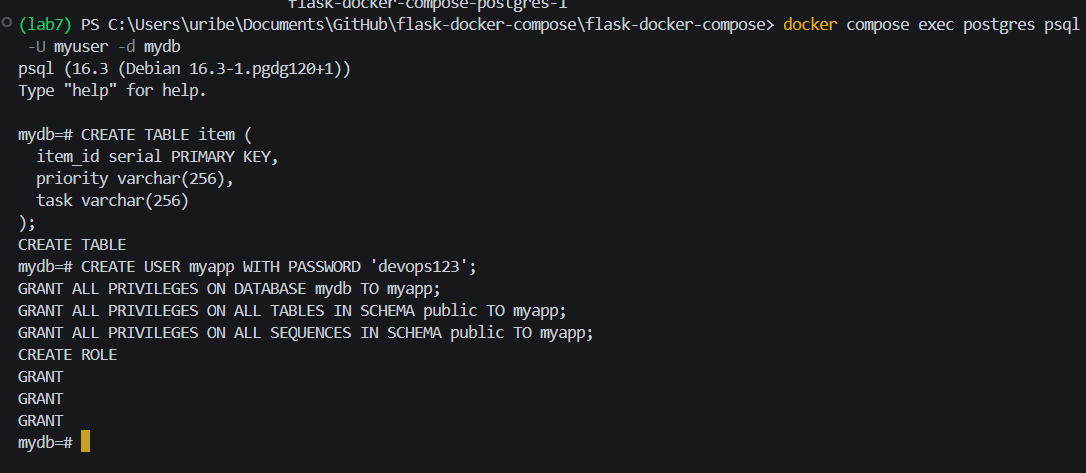 flask-docker-compose-postgres-1
(lab7) PS C:\Users\uribe\Documents\GitHub\flask-docker-compose\flask-docker-compose> docker compose exec postgres psql
-U myuser -d mydb
psql (16.3 (Debian 16.3-1.pgdg120+1))
Type "help" for help.
mydb=# CREATE TABLE item (
item_id serial PRIMARY KEY,
priority varchar(256),
task varchar(256)
);
CREATE TABLE
mydb=# CREATE USER myapp WITH PASSWORD 'devops123';
GRANT ALL PRIVILEGES ON DATABASE mydb TO myapp;
GRANT ALL PRIVILEGES ON ALL TABLES IN SCHEMA public TO myapp;
GRANT ALL PRIVILEGES ON ALL SEQUENCES IN SCHEMA public TO myapp;
CREATE ROLE
GRANT
GRANT
GRANT
mydb=#